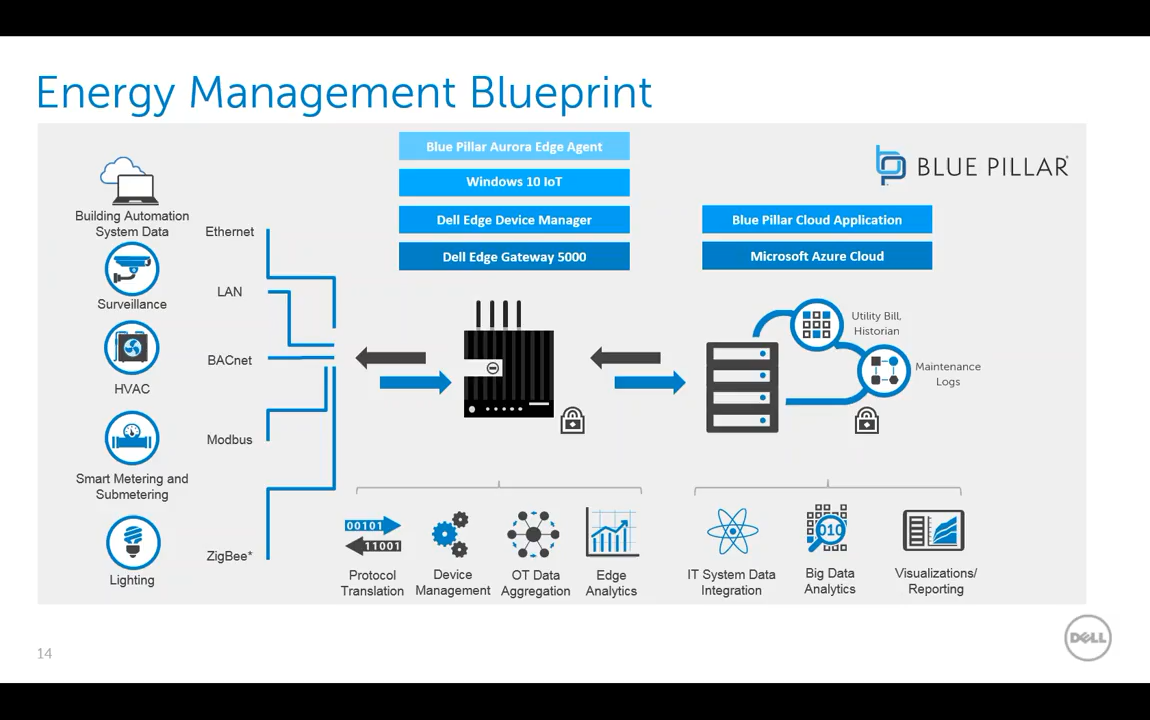 Energy Management Blueprint
Blue Pillar Aurora Edge Agent
Windows 10 IoT
Dell Edge Device Manager
Dell Edge Gateway 5000
BLUE PILLAR
Blue Pillar Cloud Application
Microsoft Azure Cloud
Building Automation
System Data
Surveillance
HVAC
Smart Metering and
Submetering
Lighting
Ethernet
LAN
BACnet
Modbus
ZigBee*
Utility Bill,
Historian
Maintenance
Logs
00101
11001
Protocol
Translation
Device
Management
OT Data
Aggregation
Edge
Analytics
IT System Data
Integration
010
Big Data
Analytics
Visualizations/
Reporting
14
DELL